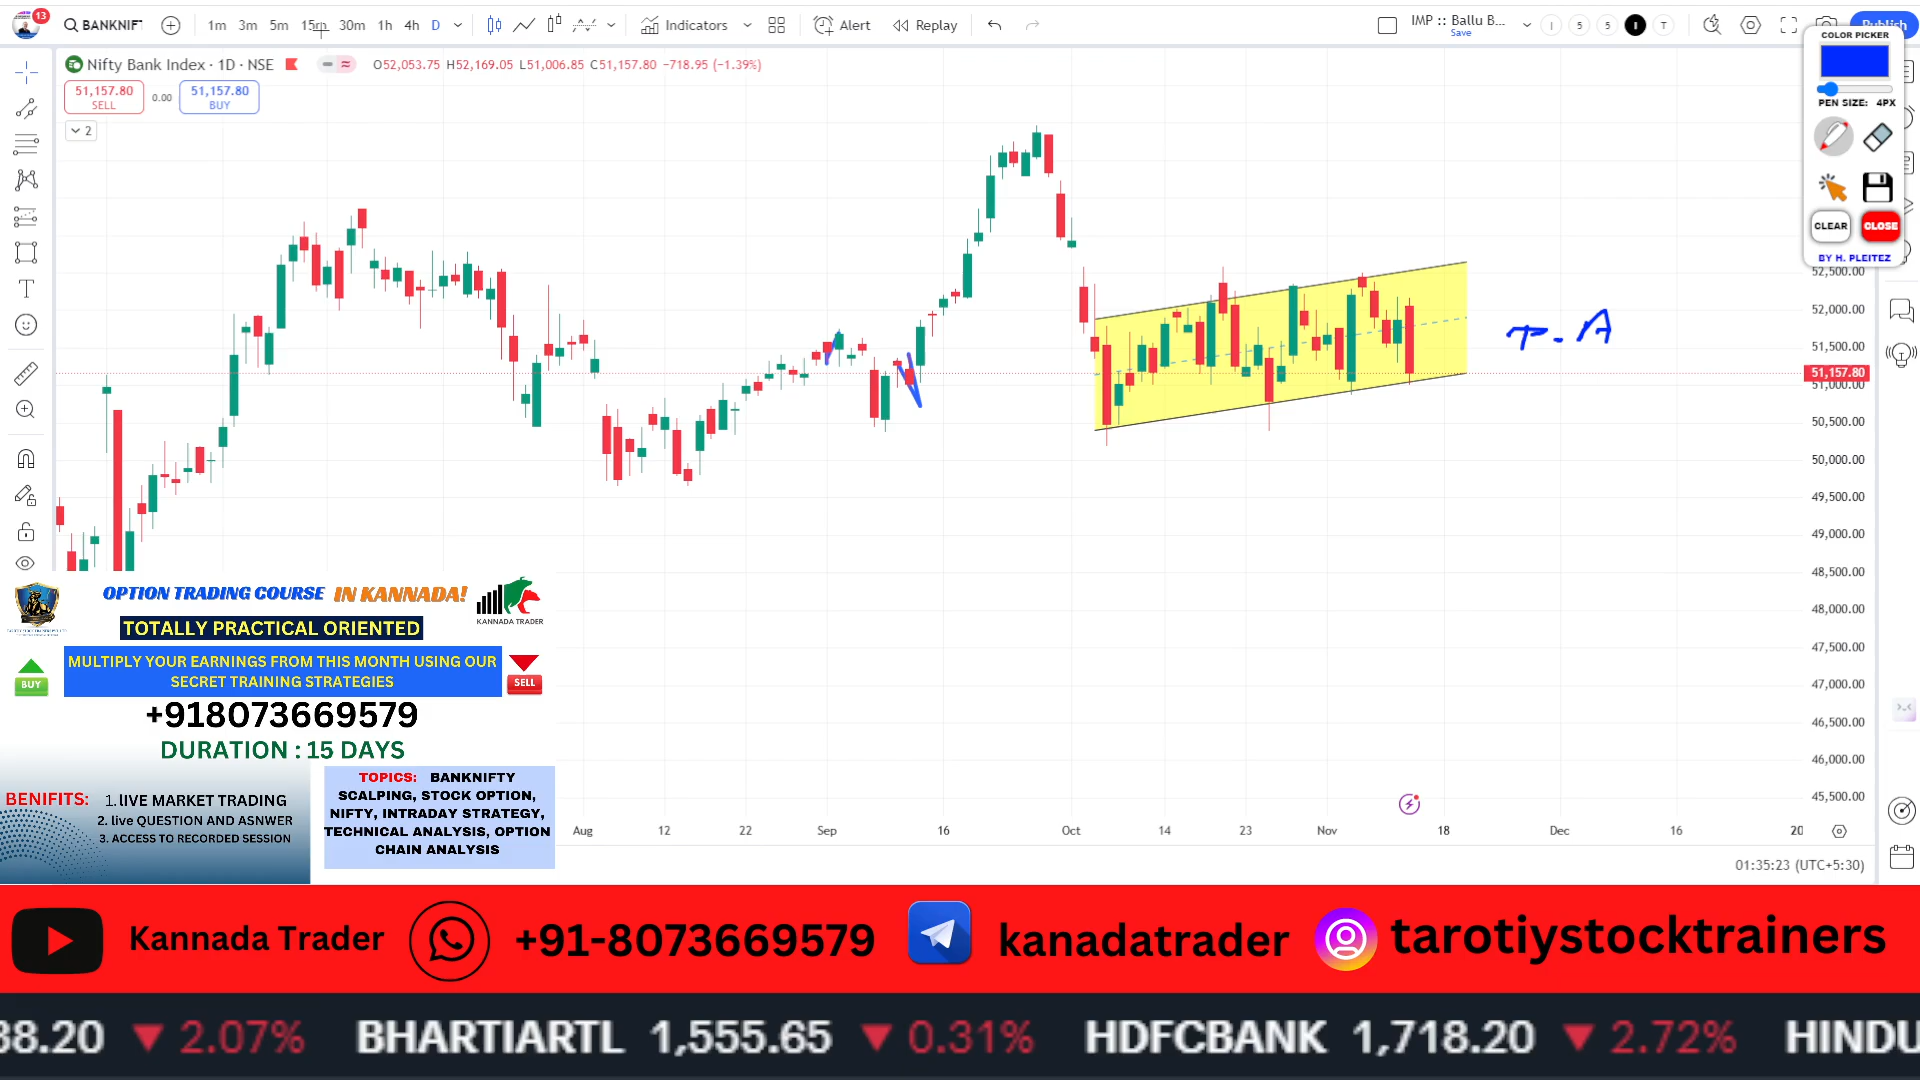 13
BANKNIF
1m 3m 5m 15m 30m 1h 4h D
Indicators
Alert
Replay
IMP :: Ballu B...
Save
I 5 5 I T
Publish
COLOR PICKER
PEN SIZE: 4PX
CLEAR
CLOSE
BY H. PLEITEZ
Nifty Bank Index · 1D · NSE
O52,053.75 H52,169.05 L51,006.85 C51,157.80 −718.95 (−1.39%)
51,157.80
SELL
0.00
51,157.80
BUY
2
52,500.00
52,000.00
51,500.00
51,157.80
51,000.00
50,500.00
50,000.00
49,500.00
49,000.00
48,500.00
48,000.00
47,500.00
47,000.00
46,500.00
46,000.00
45,500.00
Aug 12 22 Sep 16 Oct 14 23 Nov 18 Dec 16 20
01:35:23 (UTC+5:30)
OPTION TRADING COURSE IN KANNADA!
KANNADA TRADER
TOTALLY PRACTICAL ORIENTED
BUY
MULTIPLY YOUR EARNINGS FROM THIS MONTH USING OUR
SECRET TRAINING STRATEGIES
SELL
+918073669579
DURATION : 15 DAYS
BENIFITS:
1. lIVE MARKET TRADING
2. live QUESTION AND ASNWER
3. ACCESS TO RECORDED SESSION
TOPICS: BANKNIFTY
SCALPING, STOCK OPTION,
NIFTY, INTRADAY STRATEGY,
TECHNICAL ANALYSIS, OPTION
CHAIN ANALYSIS
Kannada Trader
+91-8073669579
kanadatrader
tarotiystocktrainers
38.20 ▼ 2.07% BHARTIARTL 1,555.65 ▼ 0.31% HDFCBANK 1,718.20 ▼ 2.72% HINDU